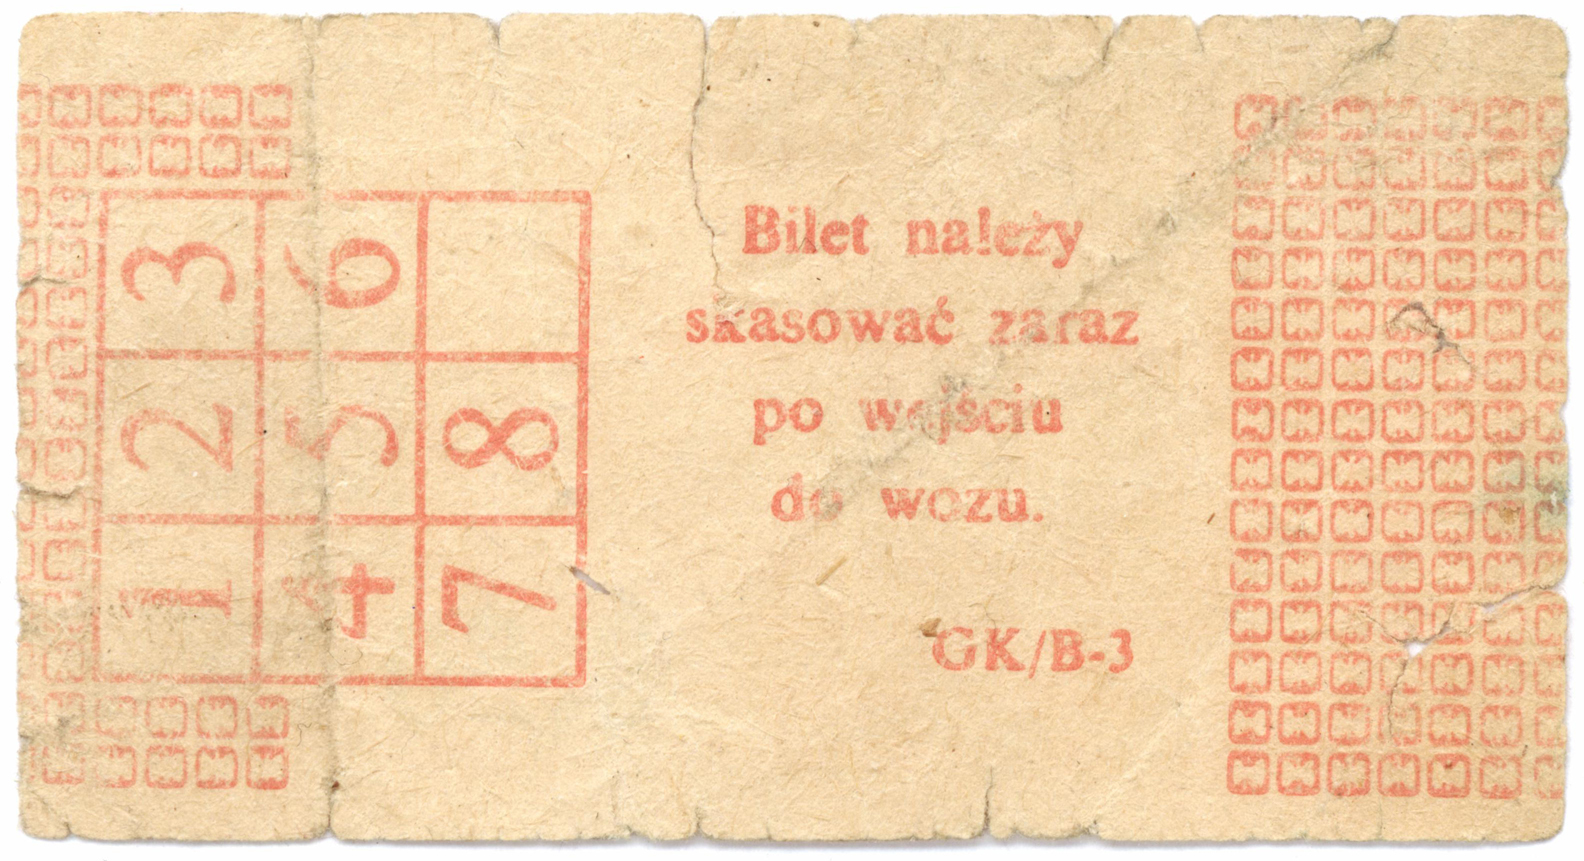 3 6
2 5 8
1 4 7
Bilet należy
skasować zaraz
po wejściu
do wozu.
GK/B-3